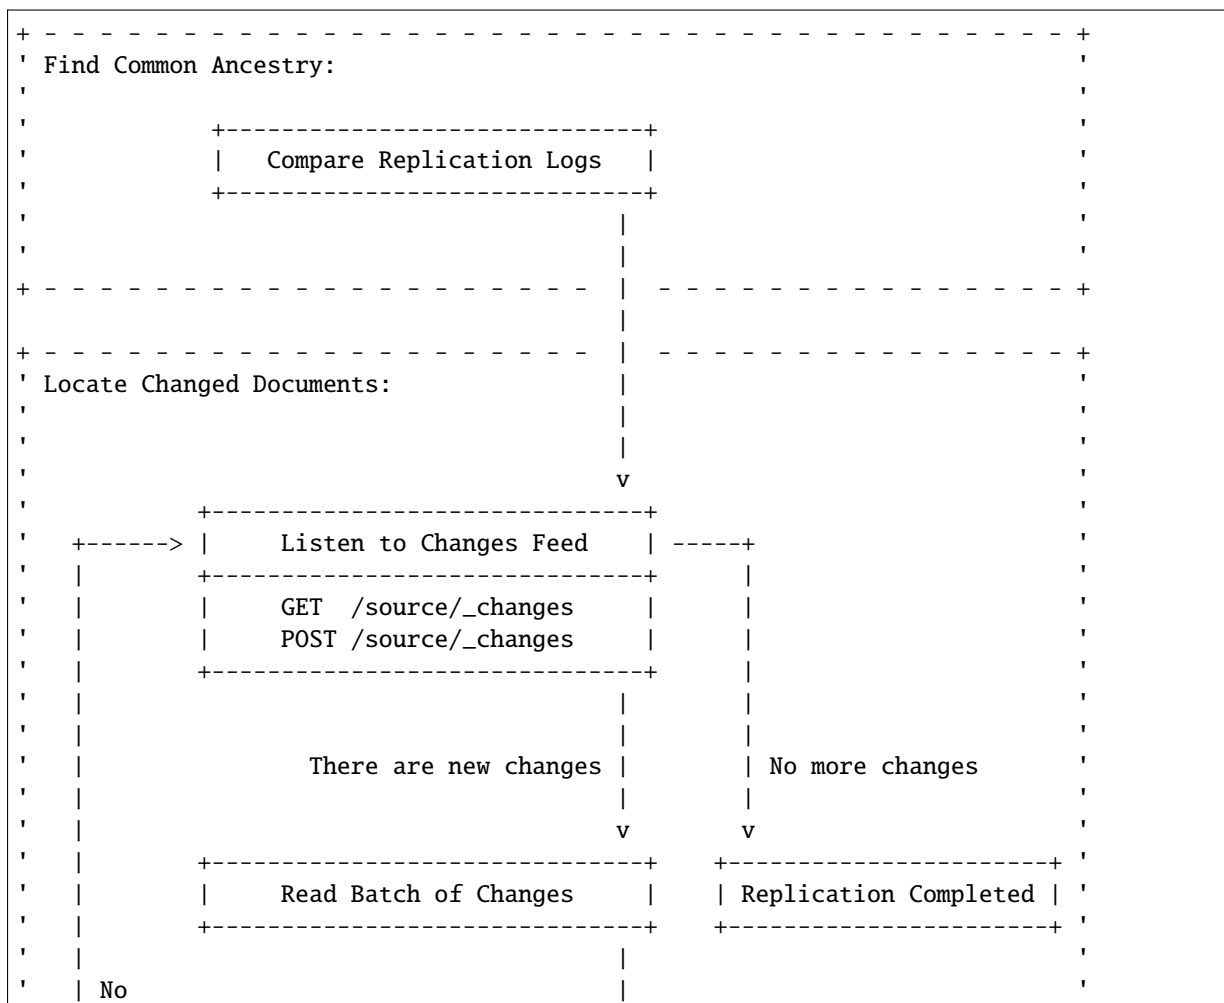 Find Common Ancestry:
Compare Replication Logs
Locate Changed Documents:
Listen to Changes Feed
GET /source/_changes
POST /source/_changes
There are new changes
No more changes
Read Batch of Changes
Replication Completed
No